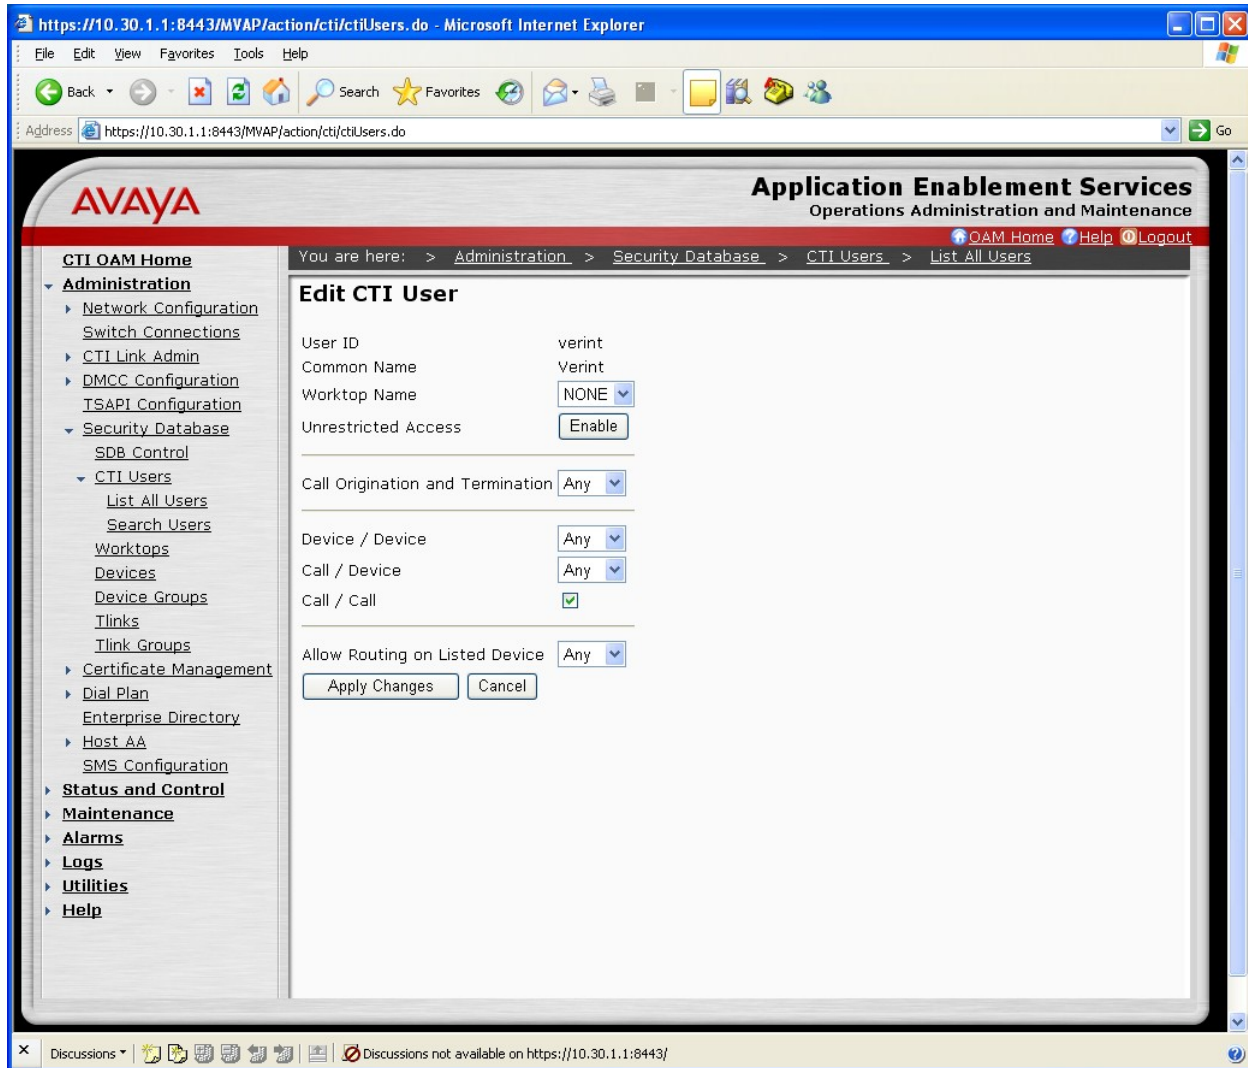 https://10.30.1.1:8443/MVAP/action/cti/ctiUsers.do - Microsoft Internet Explorer
File Edit View Favorites Tools Help
Back Search Favorites
Address https://10.30.1.1:8443/MVAP/action/cti/ctiUsers.do Go
AVAYA
Application Enablement Services
Operations Administration and Maintenance
OAM Home Help Logout
You are here: > Administration > Security Database > CTI Users > List All Users
CTI OAM Home
Administration
Network Configuration
Switch Connections
CTI Link Admin
DMCC Configuration
TSAPI Configuration
Security Database
SDB Control
CTI Users
List All Users
Search Users
Worktops
Devices
Device Groups
Tlinks
Tlink Groups
Certificate Management
Dial Plan
Enterprise Directory
Host AA
SMS Configuration
Status and Control
Maintenance
Alarms
Logs
Utilities
Help
Edit CTI User
User ID verint
Common Name Verint
Worktop Name NONE
Unrestricted Access Enable
Call Origination and Termination Any
Device / Device Any
Call / Device Any
Call / Call
Allow Routing on Listed Device Any
Apply Changes Cancel
Discussions Discussions not available on https://10.30.1.1:8443/